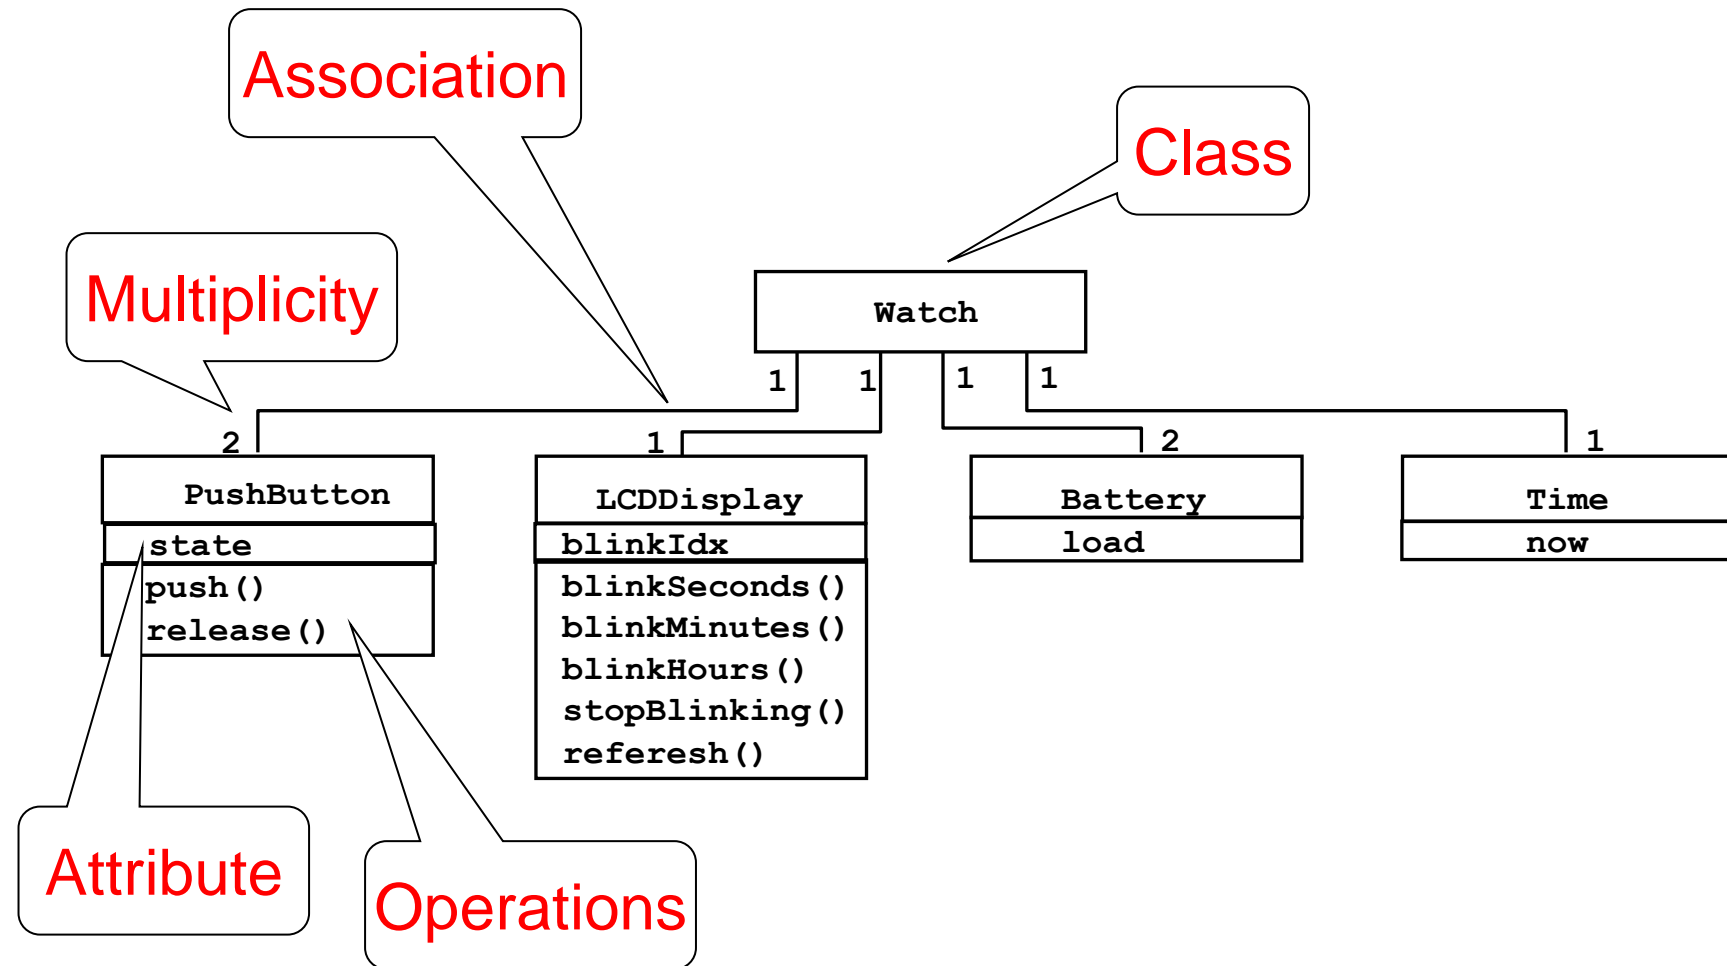 Association
Class
Multiplicity
Watch
1 1 1 1
2 1 2 1
PushButton
state
push()
release()
LCDDisplay
blinkIdx
blinkSeconds()
blinkMinutes()
blinkHours()
stopBlinking()
referesh()
Battery
load
Time
now
Attribute
Operations